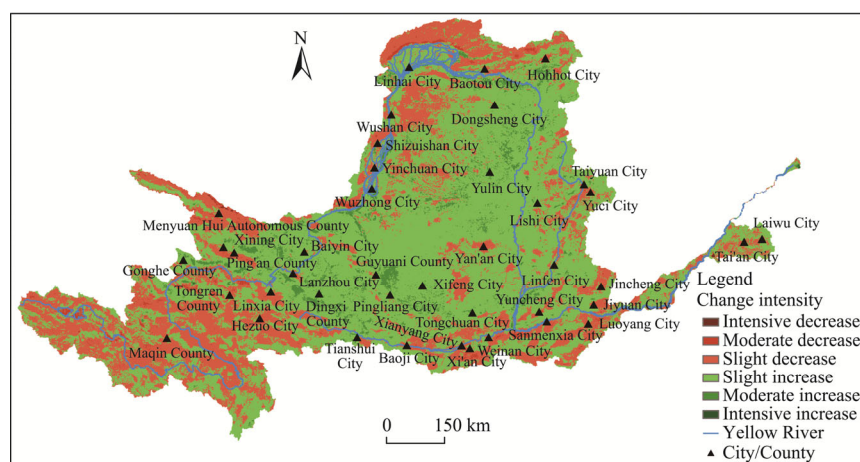 N
Linhai City
Baotou City
Hohhot City
Dongsheng City
Wushan City
Shizuishan City
Yinchuan City
Wuzhong City
Yulin City
Taiyuan City
Yuci City
Lishi City
Menyuan Hui Autonomous County
Xining City
Baiyin City
Ping'an County
Guyuani County
Yan'an City
Laiwu City
Tai'an City
Gonghe County
Lanzhou City
Xifeng City
Linfen City
Jincheng City
Tongren
County
Linxia City
Dingxi
County
Pingliang City
Yuncheng City
Jiyuan City
Hezuo City
Xianyang City
Tongchuan City
Luoyang City
Sanmenxia City
Maqin County
Tianshui
City
Baoji City
Xi'an City
Weinan City
0 150 km
Legend
Change intensity
Intensive decrease
Moderate decrease
Slight decrease
Slight increase
Moderate increase
Intensive increase
Yellow River
City/County